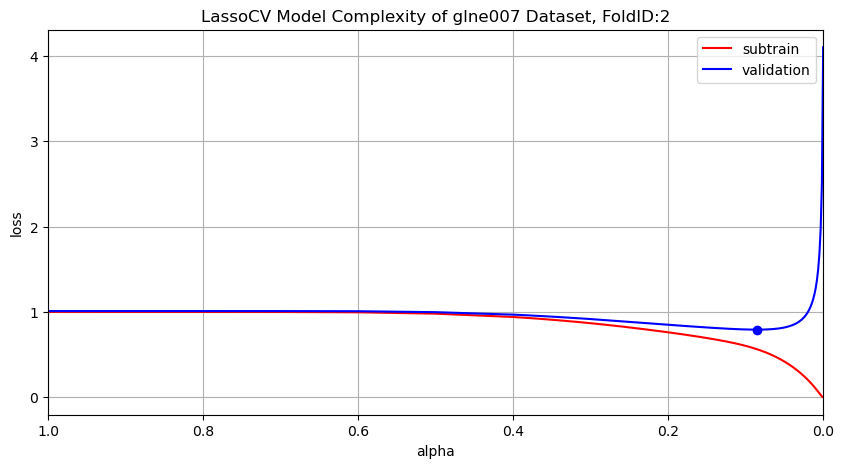 LassoCV Model Complexity of glne007 Dataset, FoldID:2
subtrain
validation
loss
4
3
2
1
0
1.0 0.8 0.6 0.4 0.2 0.0
alpha